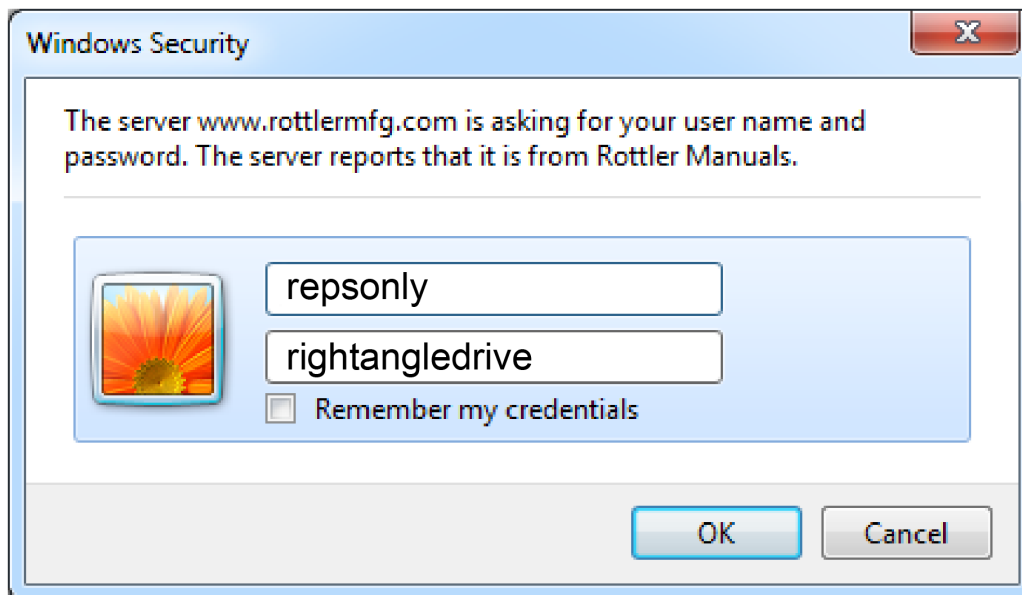 Windows Security
The server www.rottlermfg.com is asking for your user name and
password. The server reports that it is from Rottler Manuals.
repsonly
rightangledrive
Remember my credentials
OK
Cancel